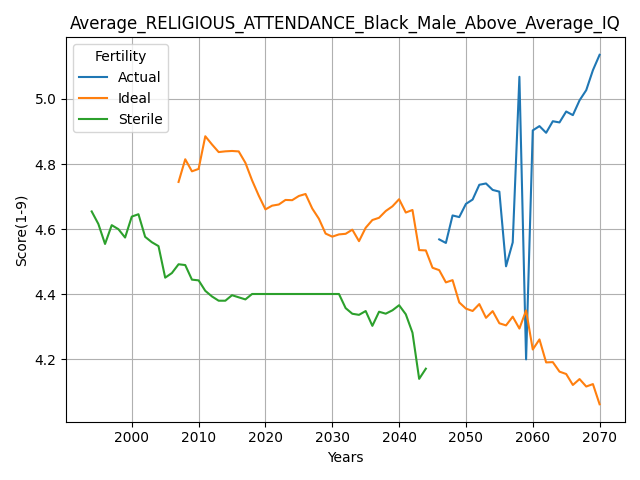 Average_RELIGIOUS_ATTENDANCE_Black_Male_Above_Average_IQ
Fertility
Actual
Ideal
Sterile
Score(1-9)
5.0
4.8
4.6
4.4
4.2
2000 2010 2020 2030 2040 2050 2060 2070
Years